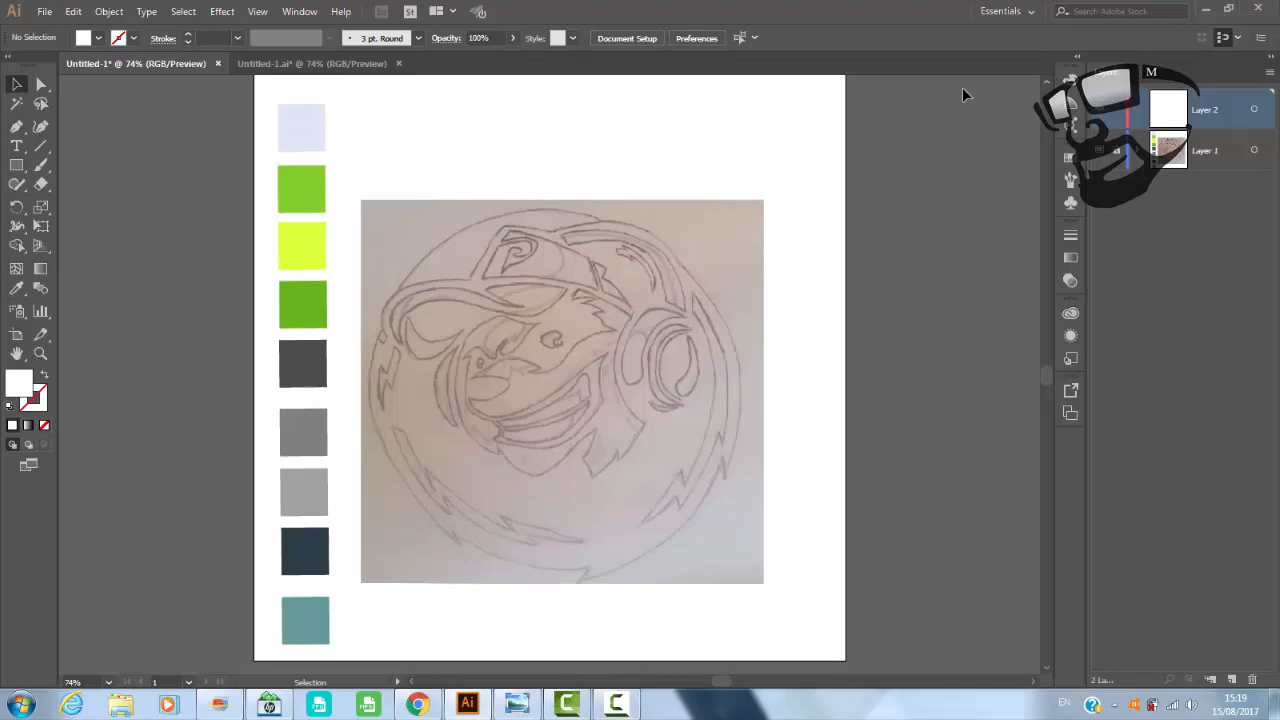 Ai File Edit Object Type Select Effect View Window Help Br St Essentials Search Adobe Stock
No Selection Stroke: 3 pt. Round Opacity: 100% Style: Document Setup Preferences
Untitled-1* @ 74% (RGB/Preview) × Untitled-1.ai* @ 74% (RGB/Preview) ×
M
Layer 2
Layer 1
74% 1 Selection 2 La...
EN 15:19
15/08/2017